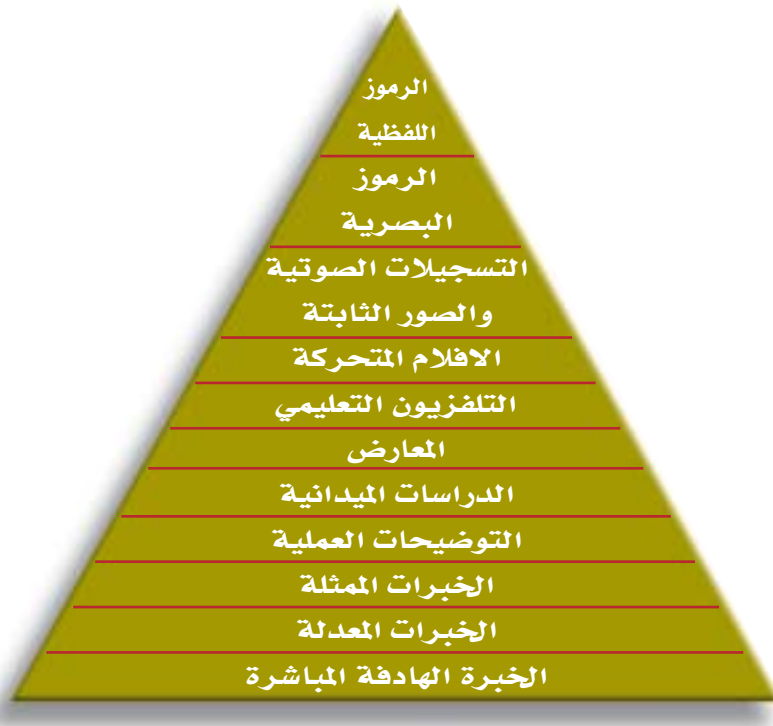 الرموز
اللفظية
الرموز
البصرية
التسجيلات الصوتية
والصور الثابتة
الافلام المتحركة
التلفزيون التعليمي
المعارض
الدراسات الميدانية
التوضيحات العملية
الخبرات الممثلة
الخبرات المعدلة
الخبرة الهادفة المباشرة